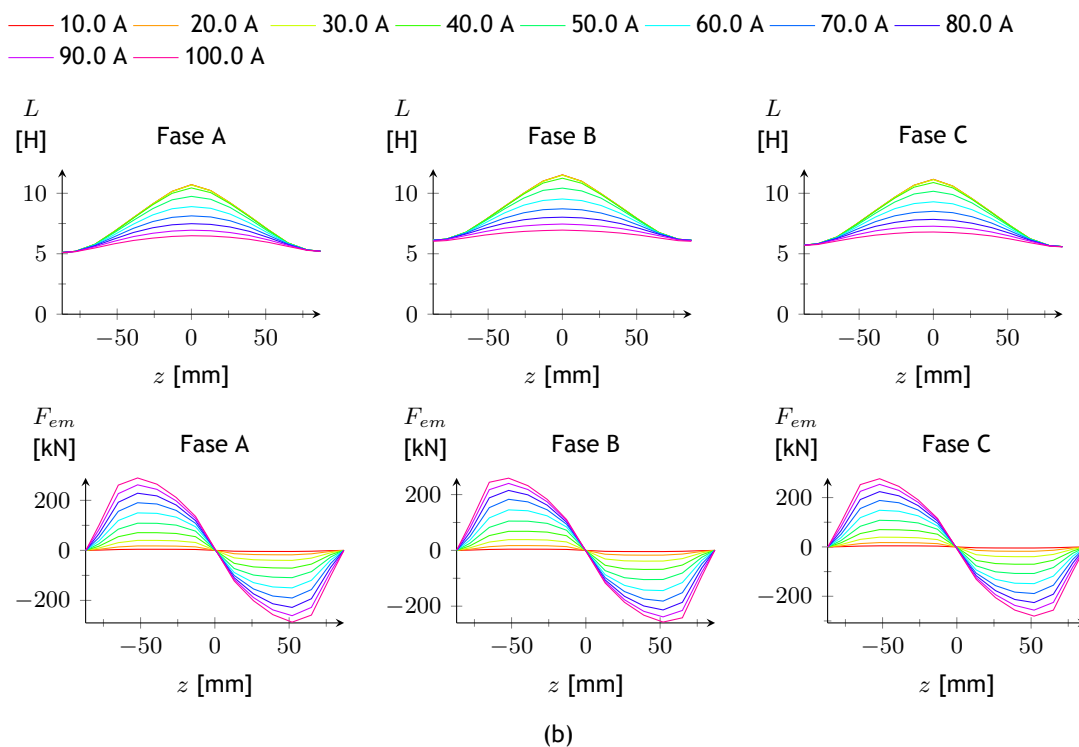 10.0 A 20.0 A 30.0 A 40.0 A 50.0 A 60.0 A 70.0 A 80.0 A
90.0 A 100.0 A
L L L
[H] Fase A [H] Fase B [H] Fase C
10 10 10
5 5 5
0 0 0
−50 0 50 −50 0 50 −50 0 50
z [mm] z [mm] z [mm]
F_em F_em F_em
[kN] Fase A [kN] Fase B [kN] Fase C
200 200 200
0 0 0
−200 −200 −200
−50 0 50 −50 0 50 −50 0 50
z [mm] z [mm] z [mm]
(b)